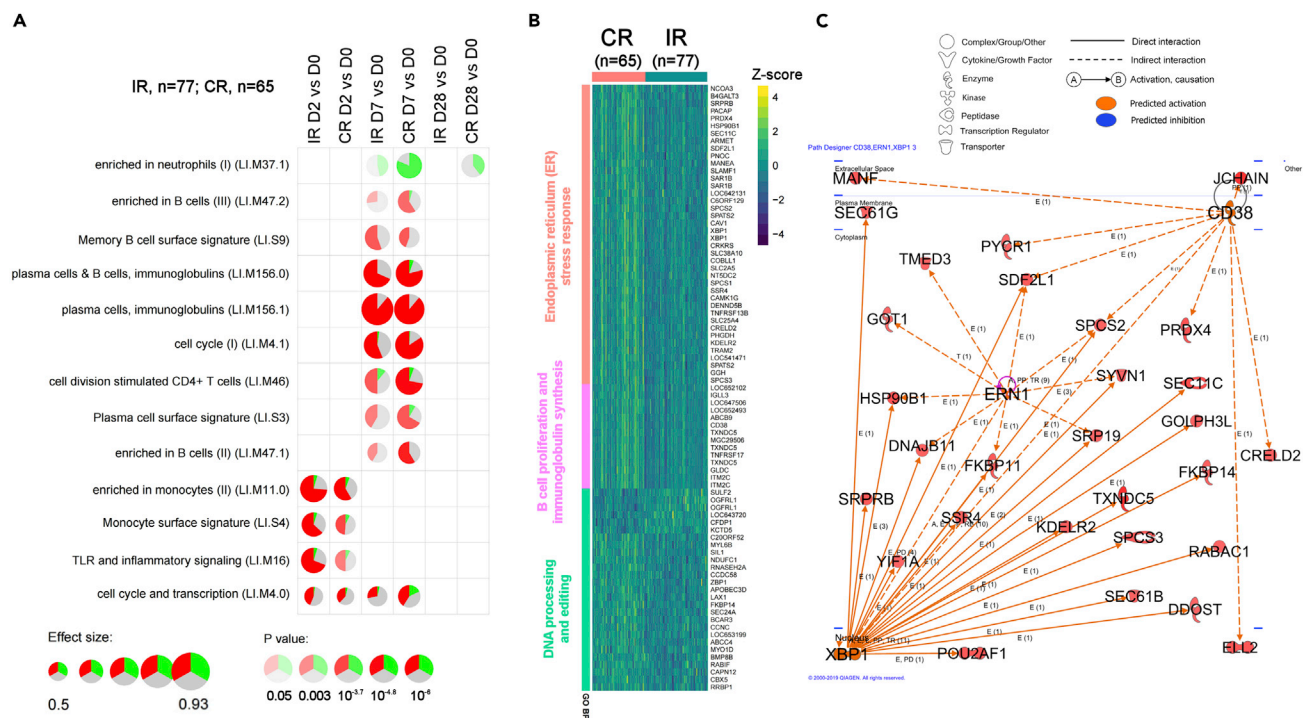 A
IR, n=77; CR, n=65
IR D2 vs D0
CR D2 vs D0
IR D7 vs D0
CR D7 vs D0
IR D28 vs D0
CR D28 vs D0
enriched in neutrophils (I) (LI.M37.1)
enriched in B cells (III) (LI.M47.2)
Memory B cell surface signature (LI.S9)
plasma cells & B cells, immunoglobulins (LI.M156.0)
plasma cells, immunoglobulins (LI.M156.1)
cell cycle (I) (LI.M4.1)
cell division stimulated CD4+ T cells (LI.M46)
Plasma cell surface signature (LI.S3)
enriched in B cells (II) (LI.M47.1)
enriched in monocytes (II) (LI.M11.0)
Monocyte surface signature (LI.S4)
TLR and inflammatory signaling (LI.M16)
cell cycle and transcription (LI.M4.0)
Effect size:
0.5
0.93
P value:
0.05
0.003
10-3.7
10-4.8
10-6
B
CR
(n=65)
IR
(n=77)
Z-score
4
2
0
-2
-4
Endoplasmic reticulum (ER)
stress response
B cell proliferation and
immunoglobulin synthesis
DNA processing
and editing
GO BP
NCOA3
B4GALT3
SRPRB
PACAP
PRDX4
HSP90B1
SEC11C
ARMET
SDF2L1
PNOC
MANEA
SLAMF1
SAR1B
SAR1B
LOC642131
C6ORF129
SPCS2
SPATS2
CAV1
XBP1
XBP1
CRKRS
SLC38A10
COBLL1
SLC2A5
NT5DC2
SPCS1
SSR4
CAMK1G
DENND5B
TNFRSF13B
SLC25A4
CRELD2
PHGDH
KDELR2
TRAM2
LOC541471
SPATS2
GGH
SPCS3
LOC652102
IGLL3
LOC647506
LOC652493
ABCB9
CD38
TXNDC5
MGC29506
TXNDC5
TNFRSF17
TXNDC5
GLDC
ITM2C
ITM2C
SULF2
OGFRL1
OGFRL1
LOC643720
CFDP1
KCTD5
C20ORF52
MYL6B
SIL1
NDUFC1
RNASEH2A
CCDC58
ZBP1
APOBEC3D
LAX1
FKBP14
SEC24A
BCAR3
CCNC
LOC653199
ABCC4
MYO1D
BMP8B
RABIF
CAPN12
CBX5
RRBP1
C
Complex/Group/Other
Cytokine/Growth Factor
Enzyme
Kinase
Peptidase
Transcription Regulator
Transporter
Direct interaction
Indirect interaction
A
B
Activation, causation
Predicted activation
Predicted inhibition
Path Designer CD38,ERN1,XBP1 3
Extracellular Space
Other
MANF
JCHAIN
E (1)
Plasma Membrane
SEC61G
CD38
Cytoplasm
PYCR1
E (1)
TMED3
E (1)
SDF2L1
E (1)
GOT1
E (1)
SPCS2
PRDX4
T (1)
ERN1
SYVN1
SEC11C
HSP90B1
E (3)
GOLPH3L
DNAJB11
SRP19
CRELD2
FKBP11
FKBP14
SRPRB
TXNDC5
SSR4
E (2)
KDELR2
E (3)
SPCS3
YIF1A
RABAC1
SEC61B
DDOST
Nucleus
XBP1
E, PD (1)
POU2AF1
ELL2
© 2000-2019 QIAGEN. All rights reserved.